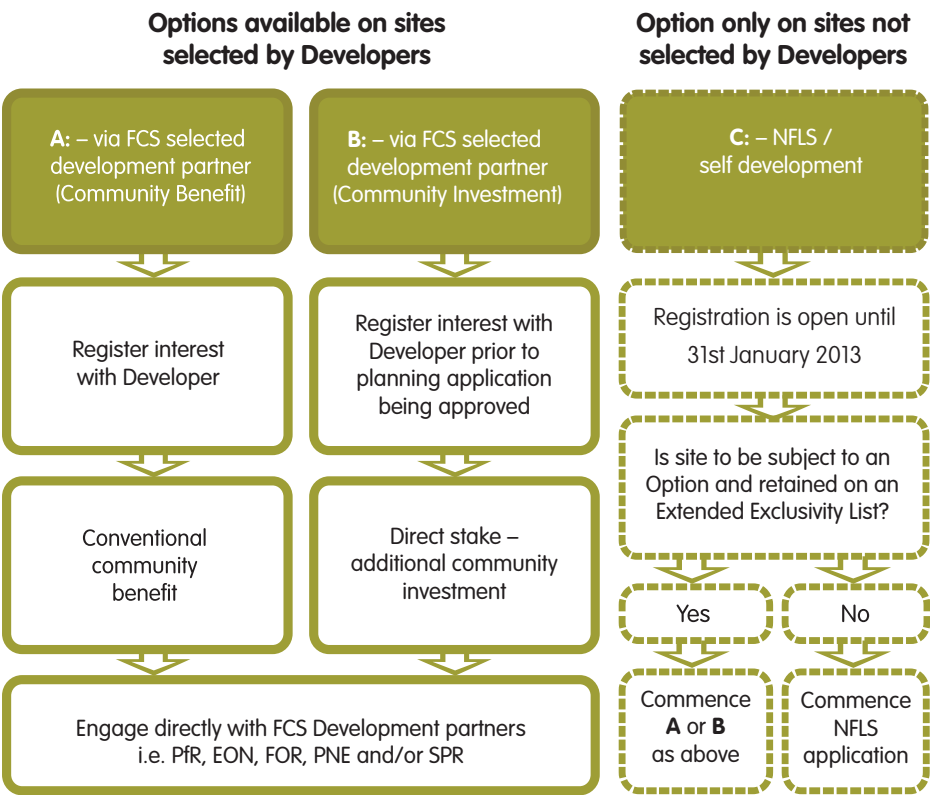 Options available on sites
selected by Developers
Option only on sites not
selected by Developers
A: – via FCS selected
development partner
(Community Benefit)
B: – via FCS selected
development partner
(Community Investment)
C: – NFLS /
self development
Register interest
with Developer
Register interest with
Developer prior to
planning application
being approved
Registration is open until
31st January 2013
Is site to be subject to an
Option and retained on an
Extended Exclusivity List?
Conventional
community
benefit
Direct stake –
additional community
investment
Yes
No
Engage directly with FCS Development partners
i.e. PfR, EON, FOR, PNE and/or SPR
Commence
A or B
as above
Commence
NFLS
application